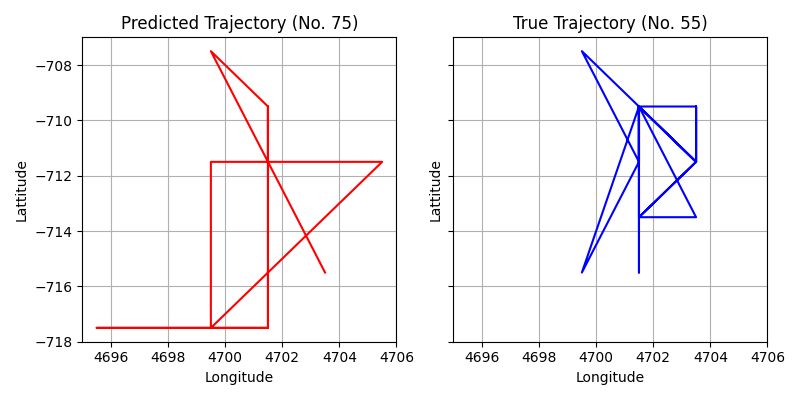 Predicted Trajectory (No. 75)
True Trajectory (No. 55)
Lattitude
−708
−710
−712
−714
−716
−718
4696 4698 4700 4702 4704 4706
Longitude
Lattitude
4696 4698 4700 4702 4704 4706
Longitude